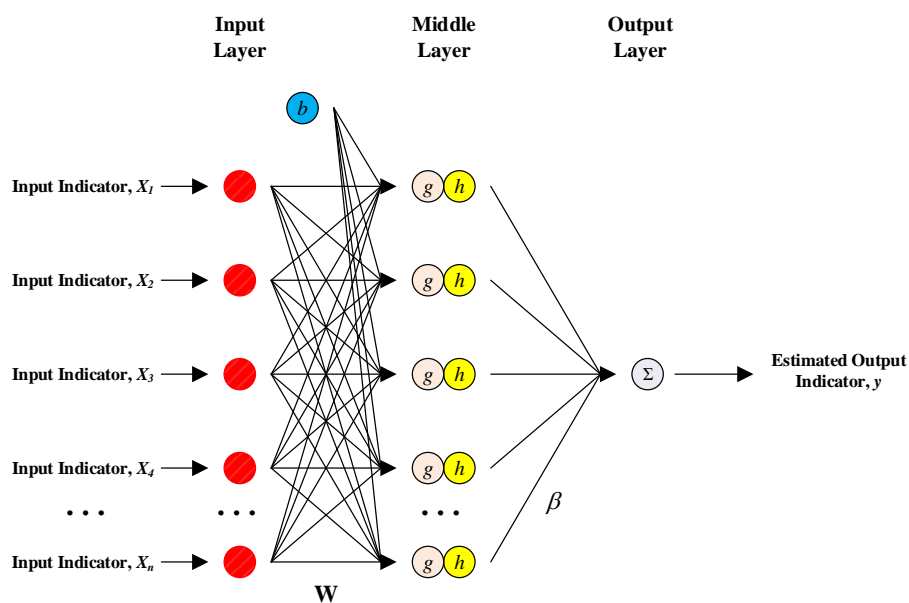 Input
Layer
Middle
Layer
Output
Layer
b
Input Indicator, X1
g h
Input Indicator, X2
g h
Input Indicator, X3
g h
Σ
Estimated Output
Indicator, y
Input Indicator, X4
g h
... ... ...
β
Input Indicator, Xn
g h
W